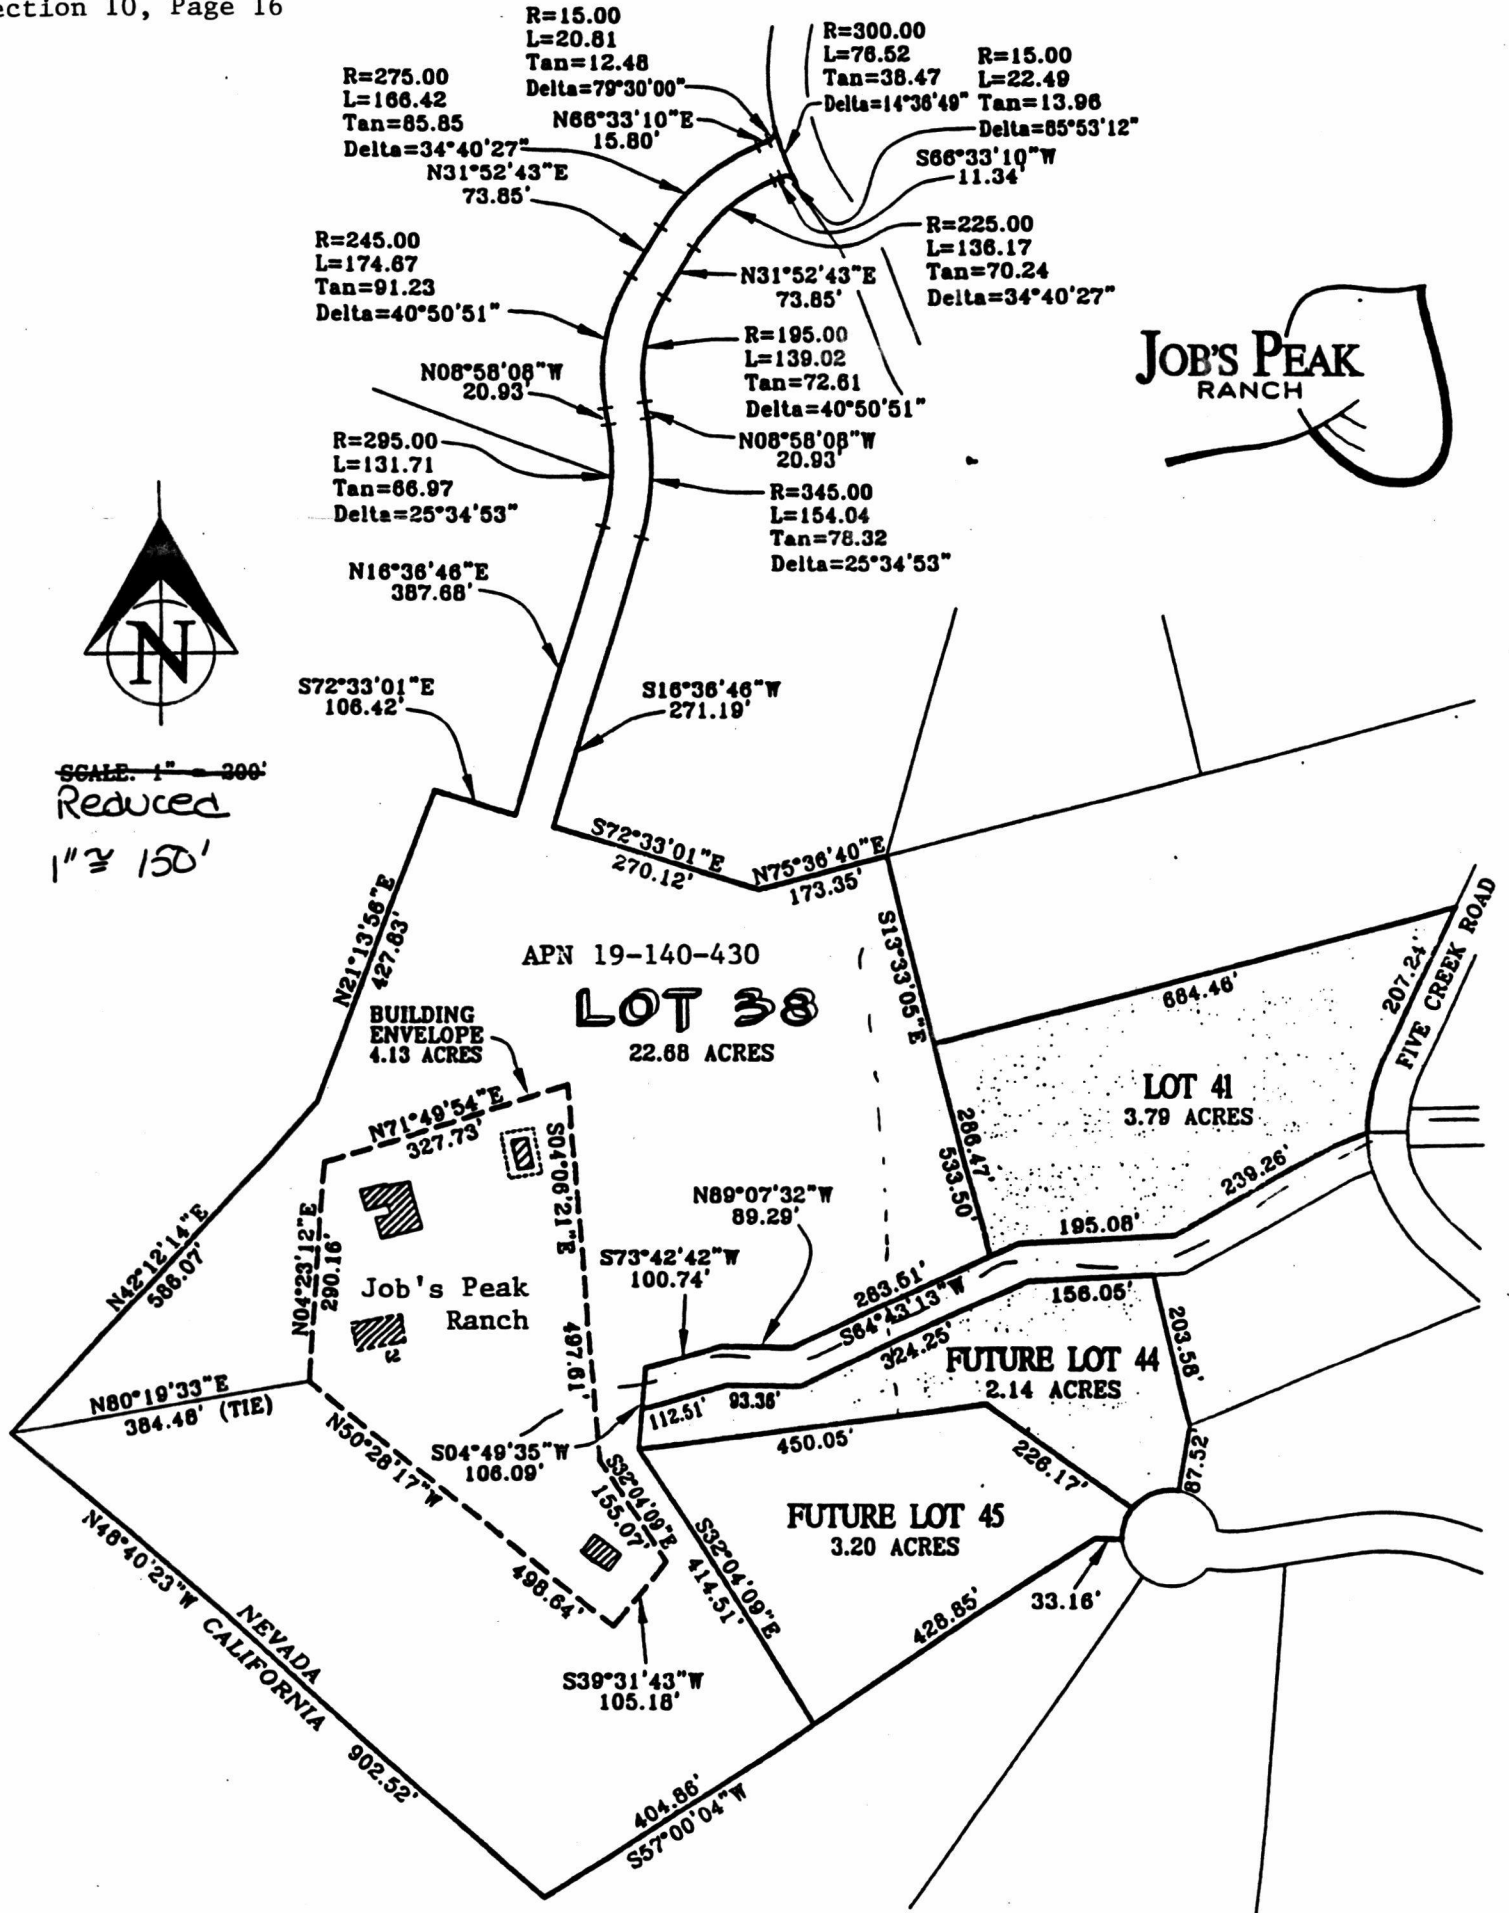 ection 10, Page 16
R=15.00
L=20.81
Tan=12.48
Delta=79°30'00"
R=300.00
L=76.52
Tan=38.47
Delta=14°36'49"
R=15.00
L=22.49
Tan=13.96
Delta=85°53'12"
R=275.00
L=166.42
Tan=85.85
Delta=34°40'27"
N66°33'10"E
15.80'
S66°33'10"W
11.34'
N31°52'43"E
73.85'
R=225.00
L=136.17
Tan=70.24
Delta=34°40'27"
R=245.00
L=174.67
Tan=91.23
Delta=40°50'51"
N31°52'43"E
73.85'
R=195.00
L=139.02
Tan=72.61
Delta=40°50'51"
JOB'S PEAK
RANCH
N08°58'08"W
20.93'
N08°58'08"W
20.93'
R=295.00
L=131.71
Tan=66.97
Delta=25°34'53"
R=345.00
L=154.04
Tan=78.32
Delta=25°34'53"
N
N16°36'46"E
387.68'
S72°33'01"E
106.42'
S16°36'46"W
271.19'
SCALE: 1" = 200'
Reduced
1" ≈ 150'
S72°33'01"E
270.12'
N75°36'40"E
173.35'
N21°13'56"E
427.83'
APN 19-140-430
LOT 38
22.68 ACRES
S13°33'05"E
533.50'
286.47'
684.46'
207.24'
FIVE CREEK ROAD
LOT 41
3.79 ACRES
BUILDING
ENVELOPE
4.13 ACRES
N71°49'54"E
327.73'
S04°06'21"E
497.61'
N42°12'14"E
586.07'
N04°23'12"E
290.16'
Job's Peak
Ranch
N89°07'32"W
89.29'
S73°42'42"W
100.74'
195.08'
239.26'
283.51'
S64°43'13"W
324.25'
156.05'
203.58'
FUTURE LOT 44
2.14 ACRES
N80°19'33"E
384.48' (TIE)
112.51'
93.36'
S04°49'35"W
106.09'
450.05'
226.17'
87.52'
N50°28'17"W
498.64'
S32°04'09"E
155.07'
FUTURE LOT 45
3.20 ACRES
S32°04'09"E
414.51'
428.85'
33.16'
S39°31'43"W
105.18'
N48°40'23"W
902.52'
NEVADA
CALIFORNIA
404.86'
S57°00'04"W